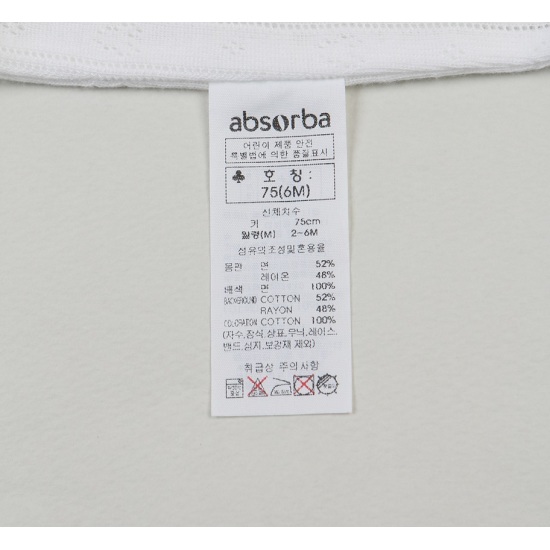 absorba
어린이 제품 안전
특별법에 의한 품질표시
♣ 호 칭 :
75(6M)
신체치수
키 75cm
월령(M) 2-6M
섬유의조성및혼용율
몸판 면 52%
레이온 48%
배색 면 100%
BACKGROUND COTTON 52%
RAYON 48%
COLORATION COTTON 100%
(자수,장식,상표,무늬,레이스,
밴드,심지,보강재 제외)
취급상 주의사항